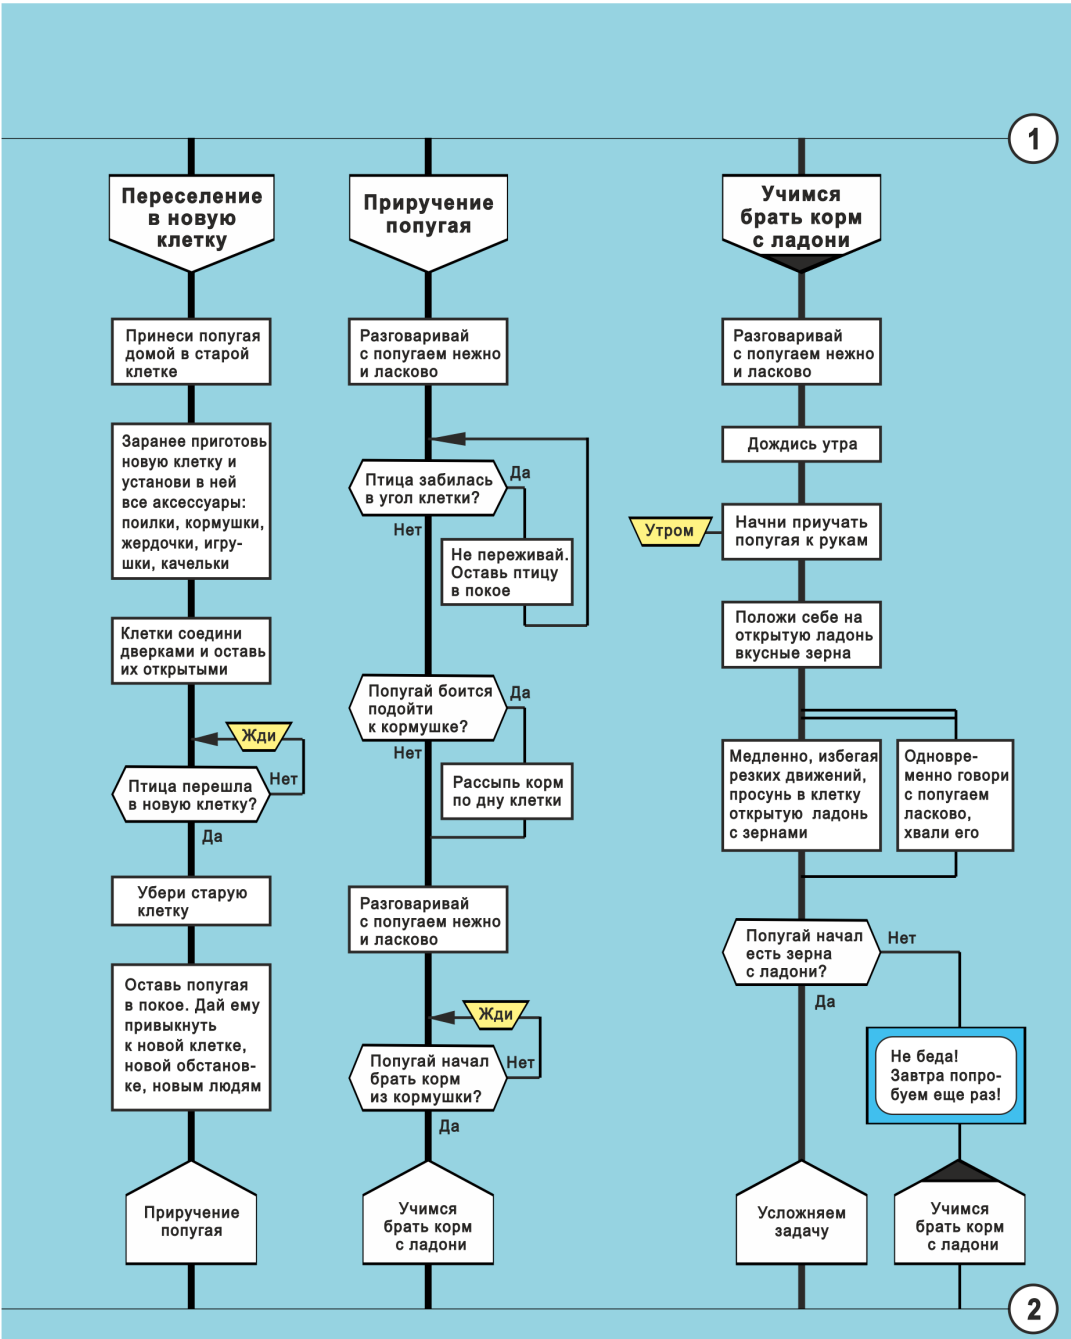 1
Переселение
в новую
клетку
Принеси попугая
домой в старой
клетке
Заранее приготовь
новую клетку и
установи в ней
все аксессуары:
поилки, кормушки,
жердочки, игру-
шки, качельки
Клетки соедини
дверками и оставь
их открытыми
Жди
Птица перешла
в новую клетку?
Нет
Да
Убери старую
клетку
Оставь попугая
в покое. Дай ему
привыкнуть
к новой клетке,
новой обстанов-
ке, новым людям
Приручение
попугая
Приручение
попугая
Разговаривай
с попугаем нежно
и ласково
Птица забилась
в угол клетки?
Да
Нет
Не переживай.
Оставь птицу
в покое
Попугай боится
подойти
к кормушке?
Да
Нет
Рассыпь корм
по дну клетки
Разговаривай
с попугаем нежно
и ласково
Жди
Попугай начал
брать корм
из кормушки?
Нет
Да
Учимся
брать корм
с ладони
Учимся
брать корм
с ладони
Разговаривай
с попугаем нежно
и ласково
Дождись утра
Утром
Начни приучать
попугая к рукам
Положи себе на
открытую ладонь
вкусные зерна
Медленно, избегая
резких движений,
просунь в клетку
открытую ладонь
с зернами
Одновре-
менно говори
с попугаем
ласково,
хвали его
Попугай начал
есть зерна
с ладони?
Нет
Да
Не беда!
Завтра попро-
буем еще раз!
Усложняем
задачу
Учимся
брать корм
с ладони
2